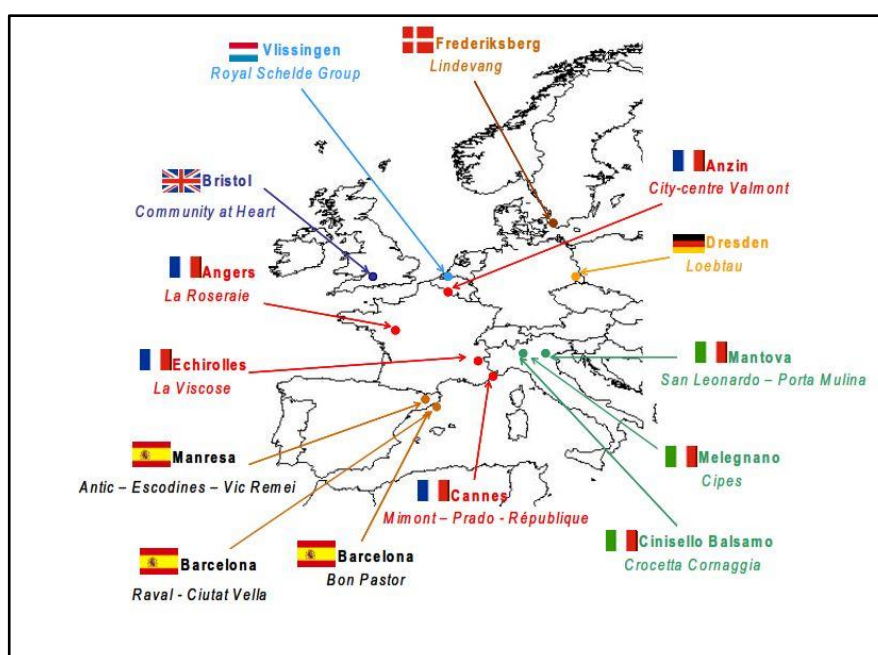 Vlissingen
Royal Schelde Group
Frederiksberg
Lindevang
Anzin
City-centre Valmont
Bristol
Community at Heart
Dresden
Loebtau
Angers
La Roseraie
Echirolles
La Viscose
Mantova
San Leonardo – Porta Mulina
Manresa
Antic – Escodines – Vic Remei
Melegnano
Cipes
Cannes
Mimont – Prado - République
Cinisello Balsamo
Crocetta Cornaggia
Barcelona
Raval - Ciutat Vella
Barcelona
Bon Pastor